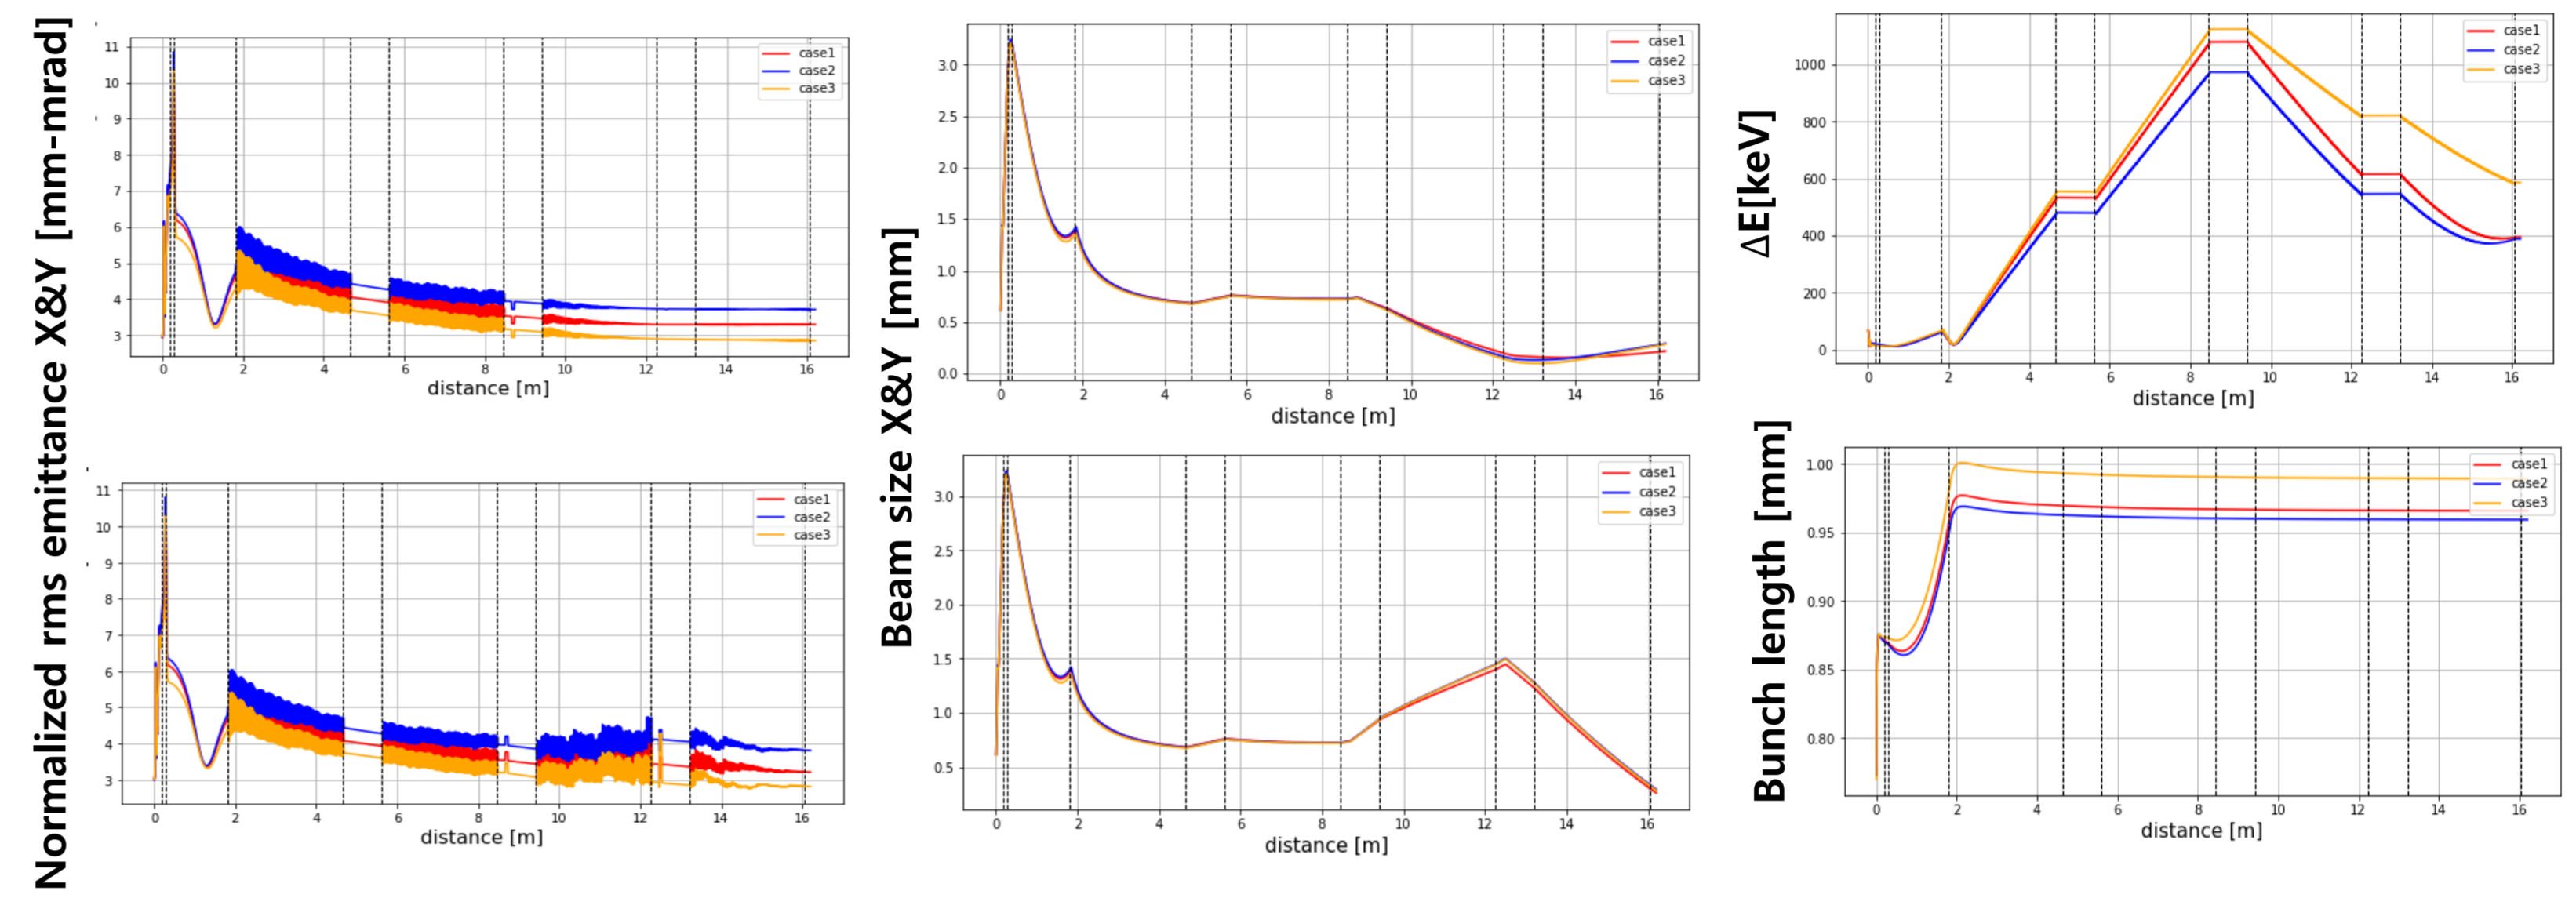 Normalized rms emittance X&Y [mm-mrad]
11
10
9
8
7
6
5
4
3
0 2 4 6 8 10 12 14 16
distance [m]
case1
case2
case3
11
10
9
8
7
6
5
4
3
0 2 4 6 8 10 12 14 16
distance [m]
case1
case2
case3
Beam size X&Y [mm]
3.0
2.5
2.0
1.5
1.0
0.5
0.0
0 2 4 6 8 10 12 14 16
distance [m]
case1
case2
case3
3.0
2.5
2.0
1.5
1.0
0.5
0 2 4 6 8 10 12 14 16
distance [m]
case1
case2
case3
ΔE[keV]
1000
800
600
400
200
0
0 2 4 6 8 10 12 14 16
distance [m]
case1
case2
case3
Bunch length [mm]
1.00
0.95
0.90
0.85
0.80
0 2 4 6 8 10 12 14 16
distance [m]
case1
case2
case3